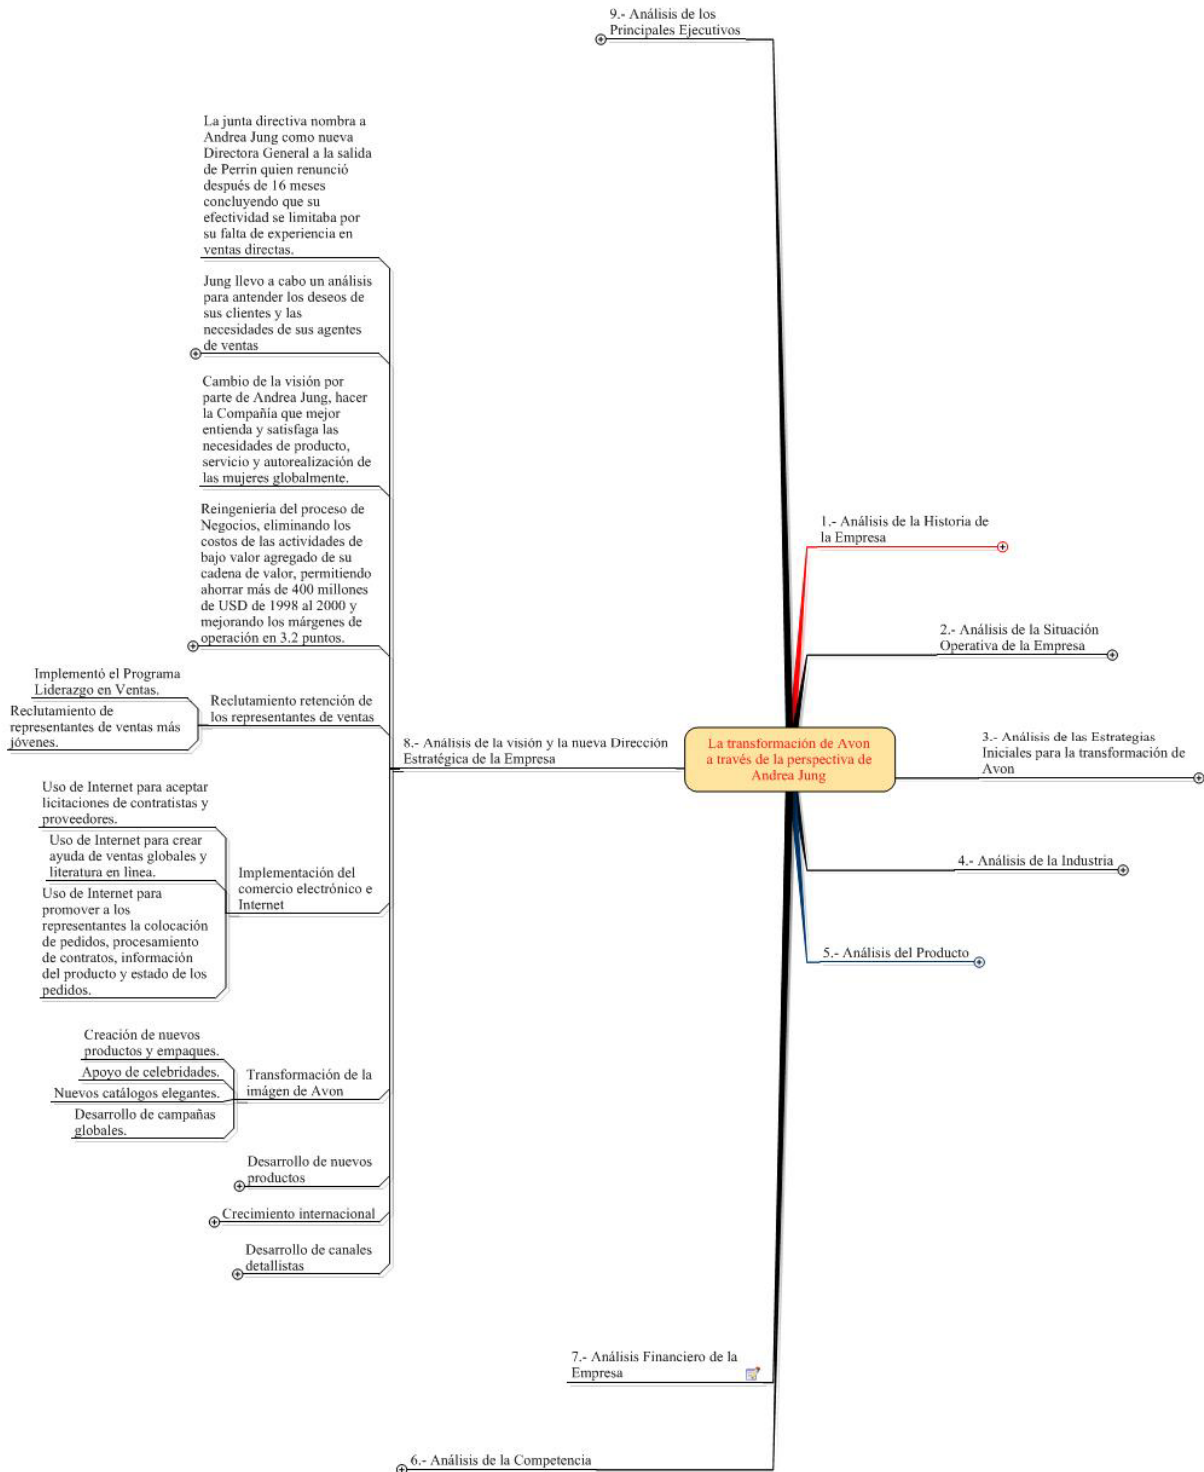 9.- Análisis de los
Principales Ejecutivos
La junta directiva nombra a
Andrea Jung como nueva
Directora General a la salida
de Perrin quien renunció
después de 16 meses
concluyendo que su
efectividad se limitaba por
su falta de experiencia en
ventas directas.
Jung llevo a cabo un análisis
para antender los deseos de
sus clientes y las
necesidades de sus agentes
de ventas
Cambio de la visión por
parte de Andrea Jung, hacer
la Compañía que mejor
entienda y satisfaga las
necesidades de producto,
servicio y autorealización de
las mujeres globalmente.
Reingeniería del proceso de
Negocios, eliminando los
costos de las actividades de
bajo valor agregado de su
cadena de valor, permitiendo
ahorrar más de 400 millones
de USD de 1998 al 2000 y
mejorando los márgenes de
operación en 3.2 puntos.
Implementó el Programa
Liderazgo en Ventas.
Reclutamiento de
representantes de ventas más
jóvenes.
Reclutamiento retención de
los representantes de ventas
8.- Análisis de la visión y la nueva Dirección
Estratégica de la Empresa
Uso de Internet para aceptar
licitaciones de contratistas y
proveedores.
Uso de Internet para crear
ayuda de ventas globales y
literatura en linea.
Uso de Internet para
promover a los
representantes la colocación
de pedidos, procesamiento
de contratos, información
del producto y estado de los
pedidos.
Implementación del
comercio electrónico e
Internet
Creación de nuevos
productos y empaques.
Apoyo de celebridades.
Nuevos catálogos elegantes.
Desarrollo de campañas
globales.
Transformación de la
imágen de Avon
Desarrollo de nuevos
productos
Crecimiento internacional
Desarrollo de canales
detallistas
La transformación de Avon
a través de la perspectiva de
Andrea Jung
1.- Análisis de la Historia de
la Empresa
2.- Análisis de la Situación
Operativa de la Empresa
3.- Análisis de las Estrategias
Iniciales para la transformación de
Avon
4.- Análisis de la Industria
5.- Análisis del Producto
7.- Análisis Financiero de la
Empresa
6.- Análisis de la Competencia